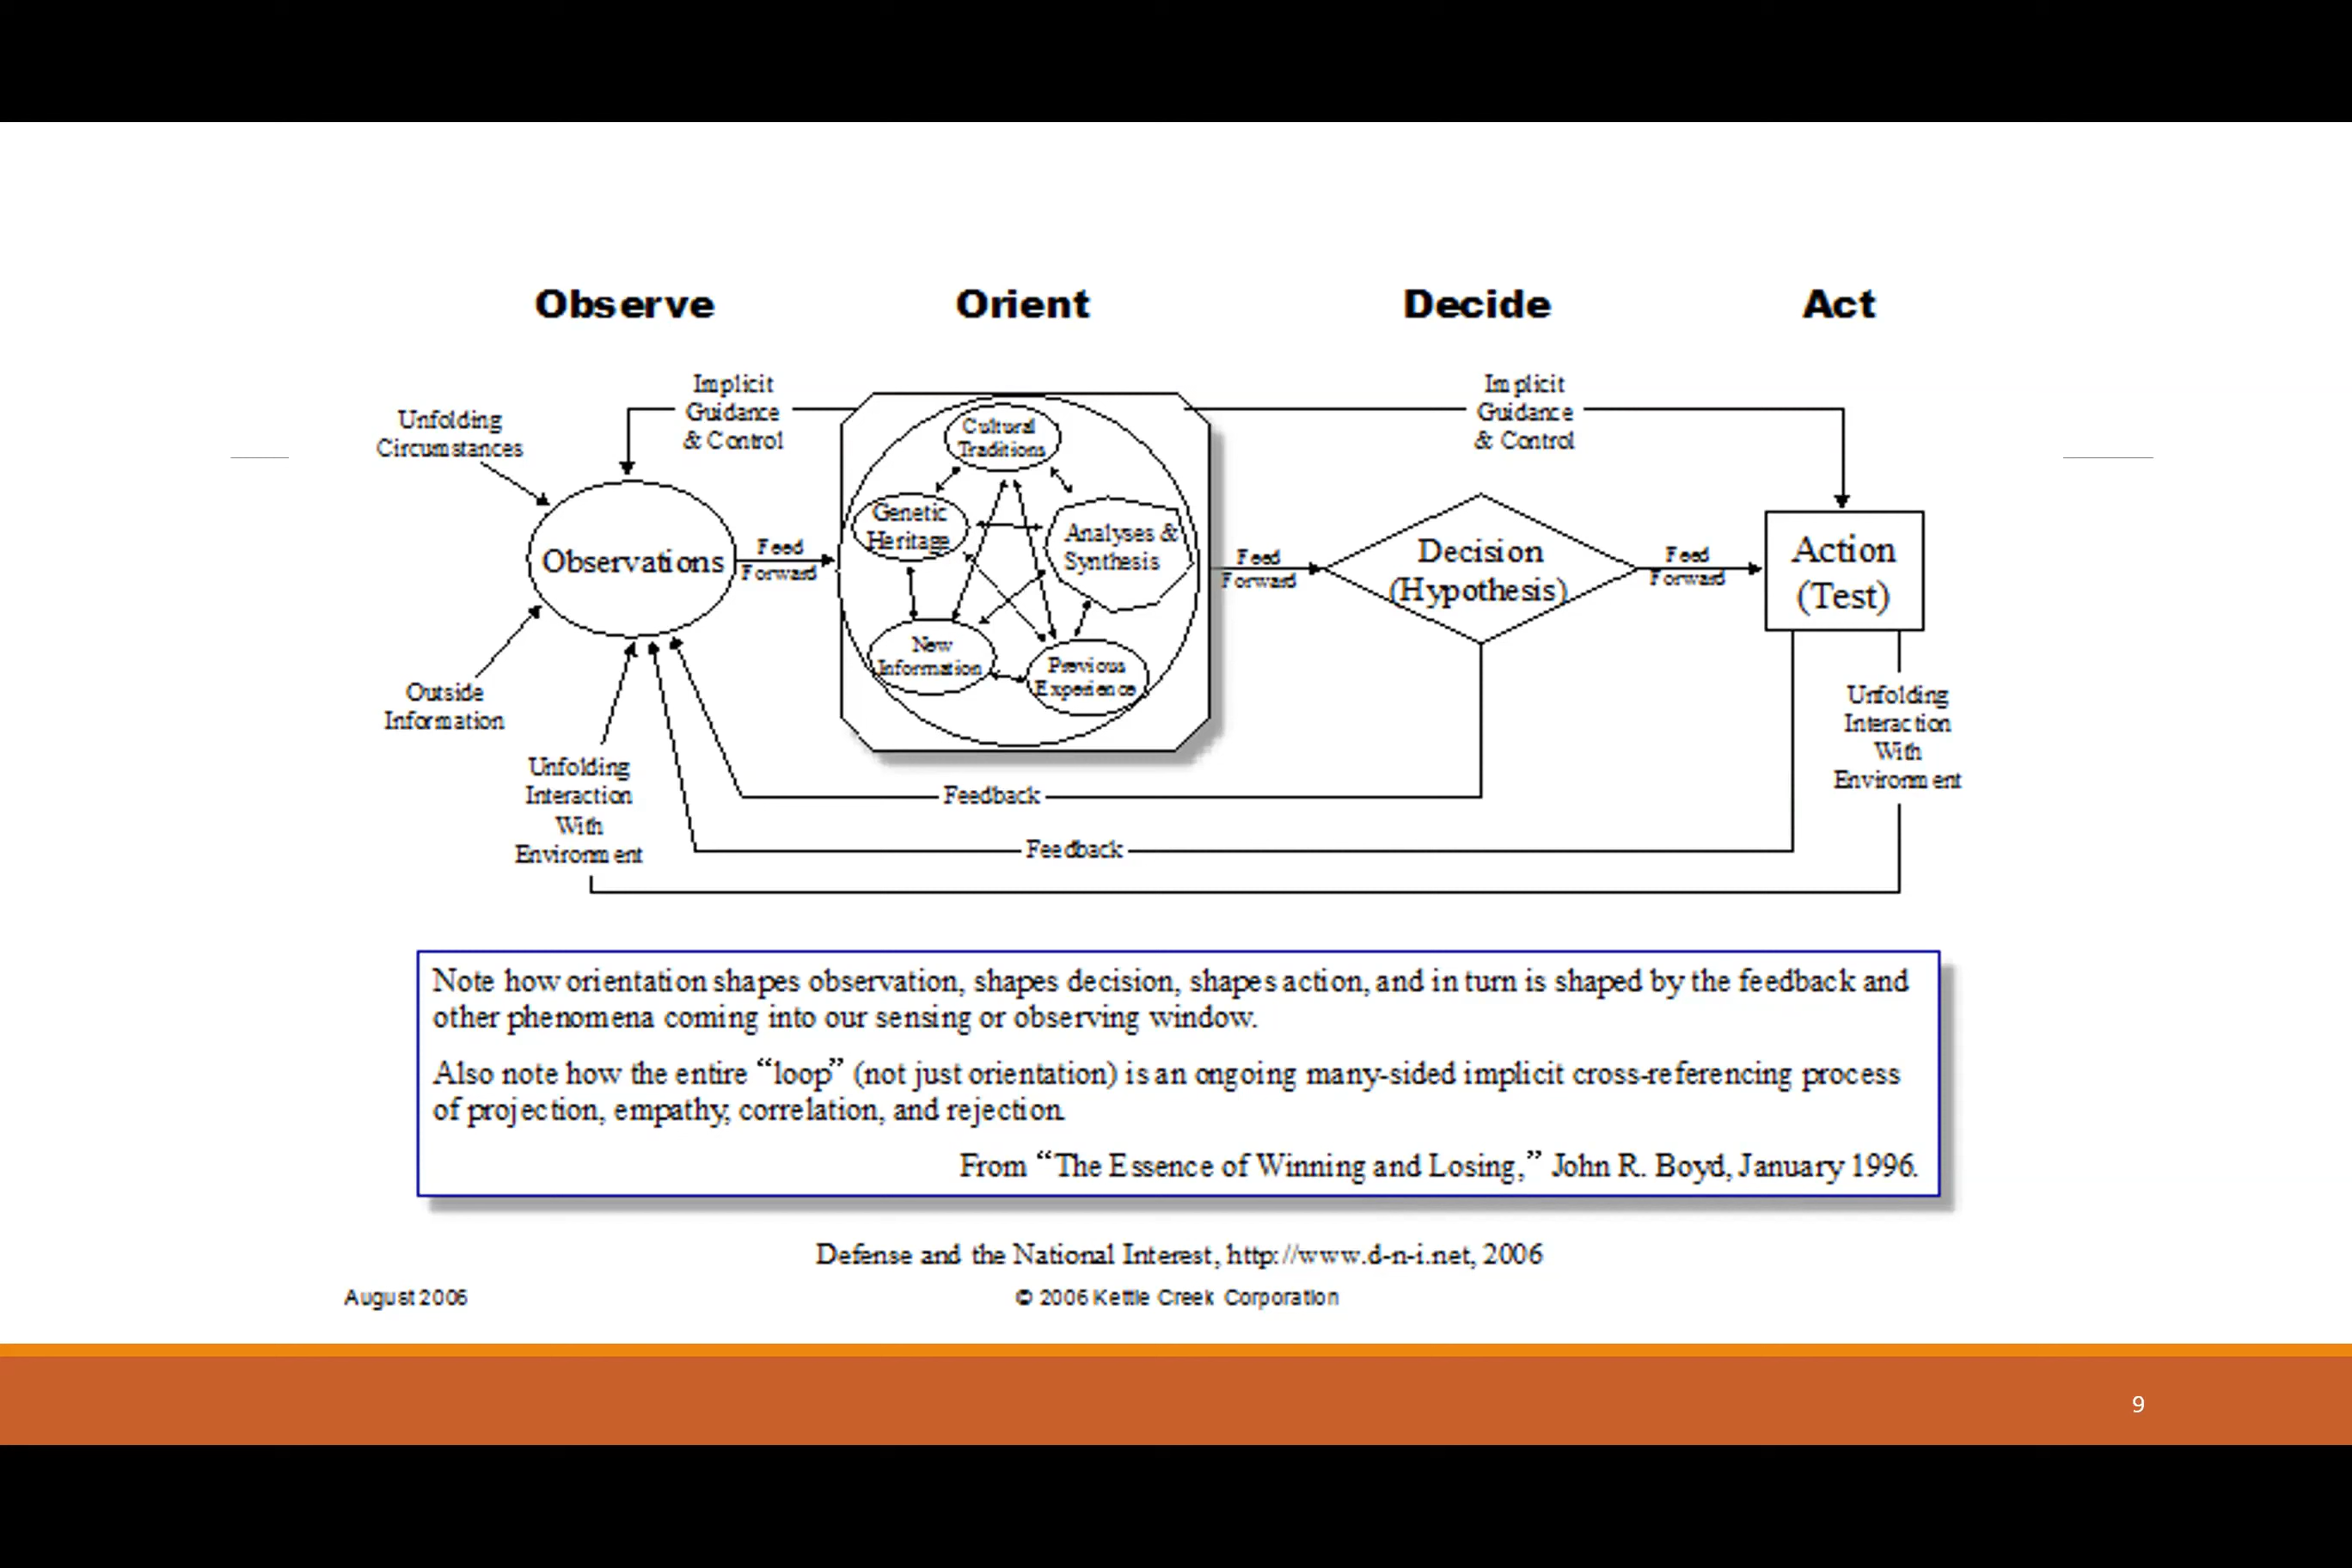 Observe
Orient
Decide
Act
Implicit
Guidance
& Control
Implicit
Guidance
& Control
Unfolding
Circumstances
Cultural
Traditions
Genetic
Heritage
Analyses &
Synthesis
Observations
Feed
Forward
Feed
Forward
Decision
(Hypothesis)
Feed
Forward
Action
(Test)
New
Information
Previous
Experience
Outside
Information
Unfolding
Interaction
With
Environment
Unfolding
Interaction
With
Environment
Feedback
Feedback
Note how orientation shapes observation, shapes decision, shapes action, and in turn is shaped by the feedback and
other phenomena coming into our sensing or observing window.
Also note how the entire “loop” (not just orientation) is an ongoing many-sided implicit cross-referencing process
of projection, empathy, correlation, and rejection.
From “The Essence of Winning and Losing,” John R. Boyd, January 1996.
Defense and the National Interest, http://www.d-n-i.net, 2006
August 2006
© 2006 Kettle Creek Corporation
9